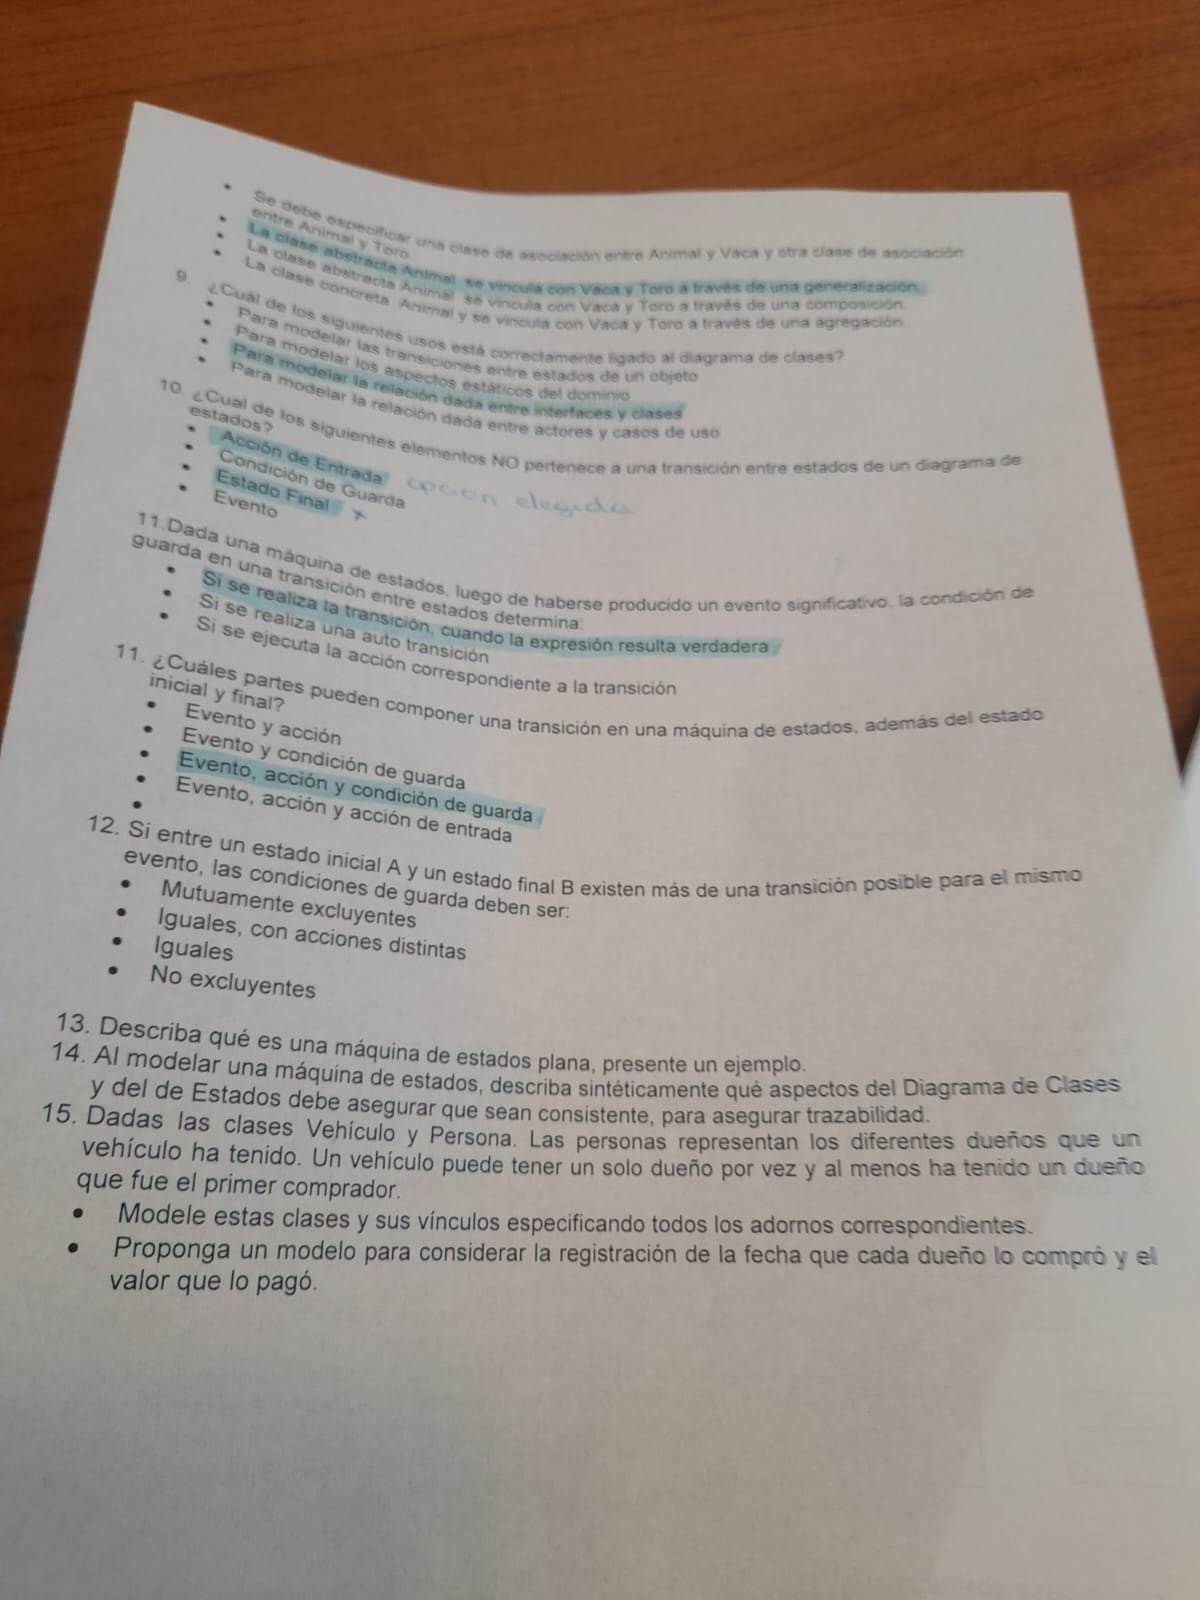 • Se debe especificar una clase de asociación entre Animal y Vaca y otra clase de asociación
entre Animal y Toro
• La clase abstracta Animal se vincula con Vaca y Toro a través de una generalización.
• La clase abstracta Animal se vincula con Vaca y Toro a través de una composición.
• La clase concreta Animal y se vincula con Vaca y Toro a través de una agregación.
9. ¿Cuál de los siguientes usos está correctamente ligado al diagrama de clases?
• Para modelar las transiciones entre estados de un objeto
• Para modelar los aspectos estáticos del dominio
• Para modelar la relación dada entre interfaces y clases
• Para modelar la relación dada entre actores y casos de uso
10. ¿Cual de los siguientes elementos NO pertenece a una transición entre estados de un diagrama de
estados?
• Acción de Entrada opción elegida
• Condición de Guarda
• Estado Final x
• Evento
11.Dada una máquina de estados, luego de haberse producido un evento significativo, la condición de
guarda en una transición entre estados determina:
• Si se realiza la transición, cuando la expresión resulta verdadera
• Si se realiza una auto transición
• Si se ejecuta la acción correspondiente a la transición
11. ¿Cuáles partes pueden componer una transición en una máquina de estados, además del estado
inicial y final?
• Evento y acción
• Evento y condición de guarda
• Evento, acción y condición de guarda
• Evento, acción y acción de entrada
•
12. Si entre un estado inicial A y un estado final B existen más de una transición posible para el mismo
evento, las condiciones de guarda deben ser:
• Mutuamente excluyentes
• Iguales, con acciones distintas
• Iguales
• No excluyentes
13. Describa qué es una máquina de estados plana, presente un ejemplo.
14. Al modelar una máquina de estados, describa sintéticamente qué aspectos del Diagrama de Clases
y del de Estados debe asegurar que sean consistente, para asegurar trazabilidad.
15. Dadas las clases Vehículo y Persona. Las personas representan los diferentes dueños que un
vehículo ha tenido. Un vehículo puede tener un solo dueño por vez y al menos ha tenido un dueño
que fue el primer comprador.
• Modele estas clases y sus vínculos especificando todos los adornos correspondientes.
• Proponga un modelo para considerar la registración de la fecha que cada dueño lo compró y el
valor que lo pagó.